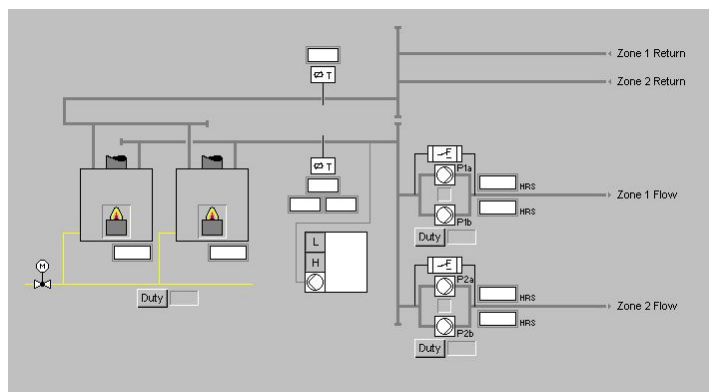 Zone 1 Return
T
Zone 2 Return
T
P1a
HRS
Zone 1 Flow
HRS
P1b
Duty
L
H
M
P2a
HRS
Zone 2 Flow
HRS
P2b
Duty
Duty